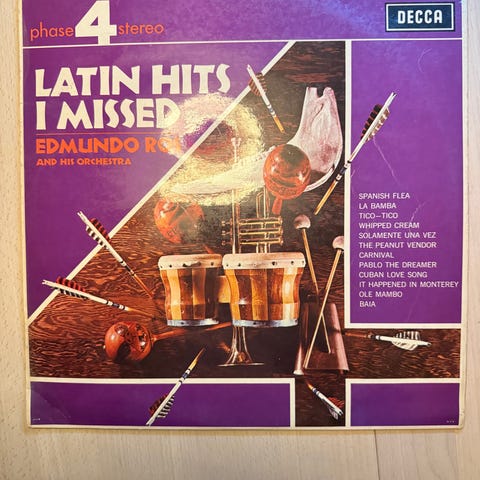 phase 4 stereo
DECCA
LATIN HITS
I MISSED
EDMUNDO
AND HIS ORCHESTRA
SPANISH FLEA
LA BAMBA
TICO-TICO
WHIPPED CREAM
SOLAMENTE UNA VEZ
THE PEANUT VENDOR
CARNIVAL
PABLO THE DREAMER
CUBAN LOVE SONG
IT HAPPENED IN MONTEREY
OLE MAMBO
BAIA